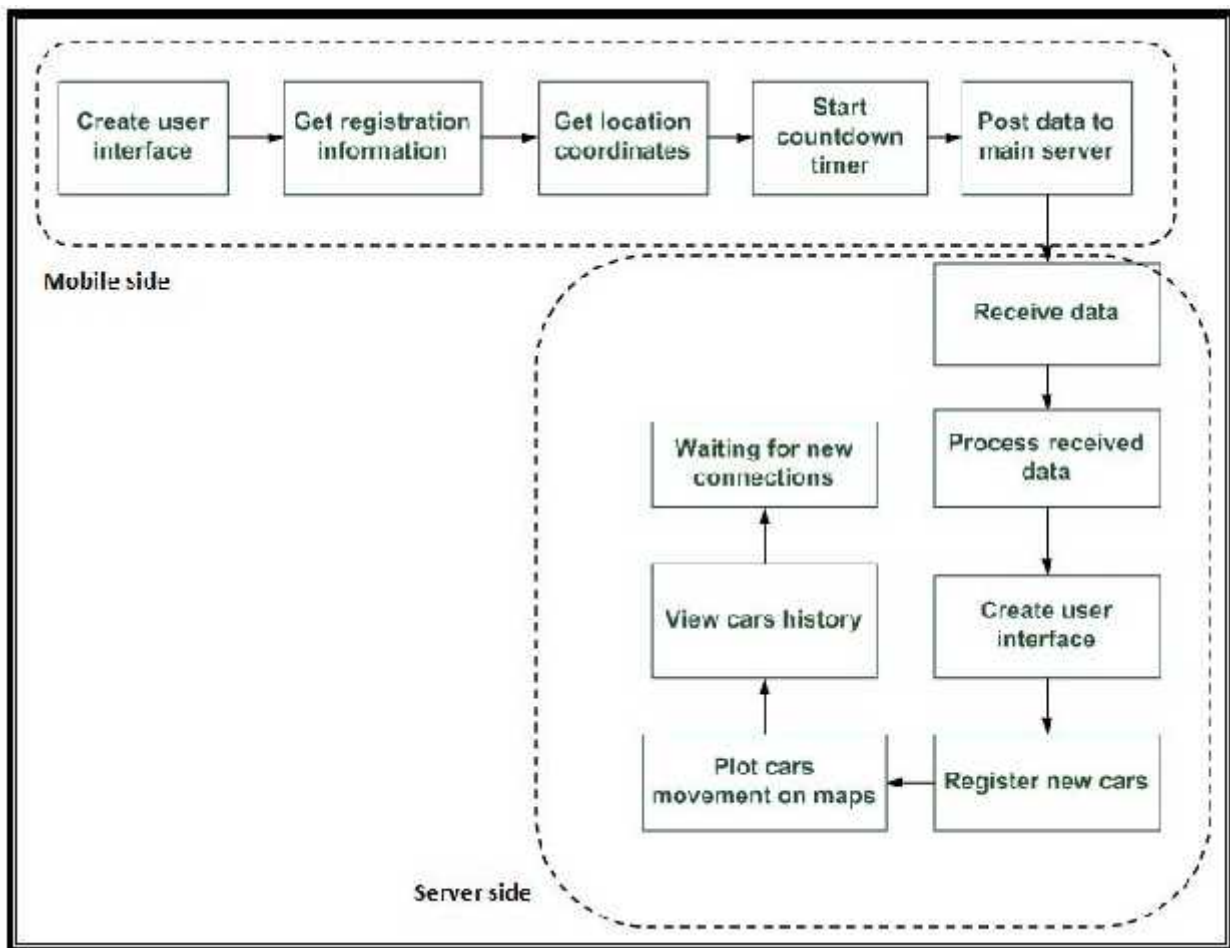 Create user
interface
Get registration
information
Get location
coordinates
Start
countdown
timer
Post data to
main server
Mobile side
Receive data
Process received
data
Waiting for new
connections
View cars history
Create user
interface
Plot cars
movement on maps
Register new cars
Server side